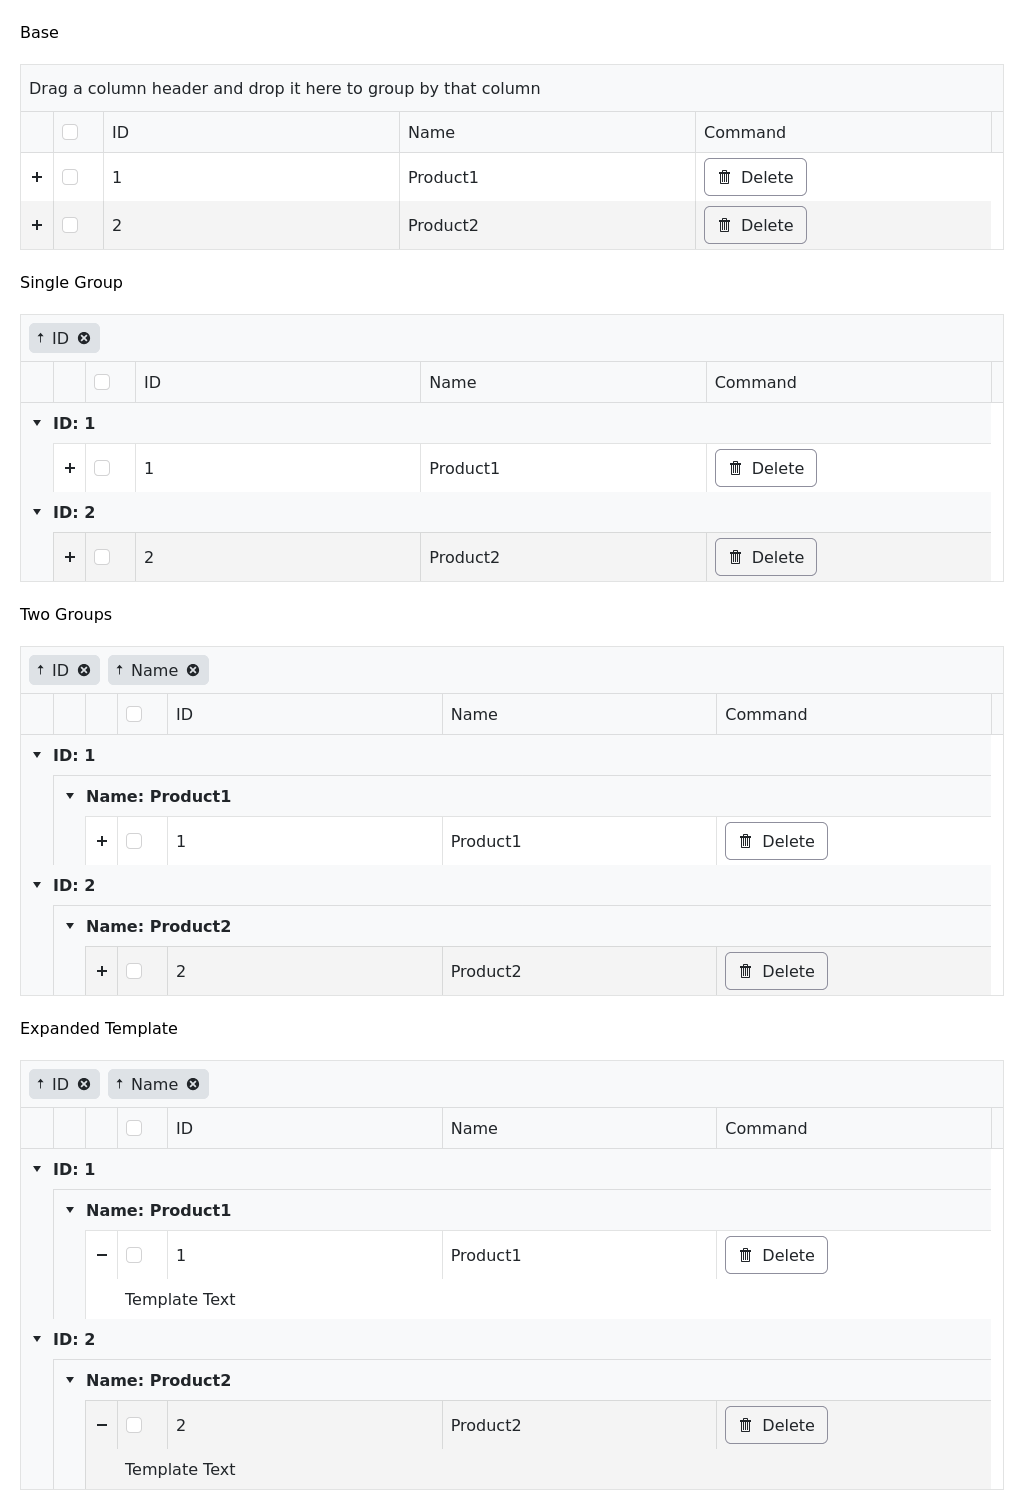 Base
Drag a column header and drop it here to group by that column
ID Name Command
1 Product1 Delete
2 Product2 Delete
Single Group
ID
ID Name Command
ID: 1
1 Product1 Delete
ID: 2
2 Product2 Delete
Two Groups
ID Name
ID Name Command
ID: 1
Name: Product1
1 Product1 Delete
ID: 2
Name: Product2
2 Product2 Delete
Expanded Template
ID Name
ID Name Command
ID: 1
Name: Product1
1 Product1 Delete
Template Text
ID: 2
Name: Product2
2 Product2 Delete
Template Text